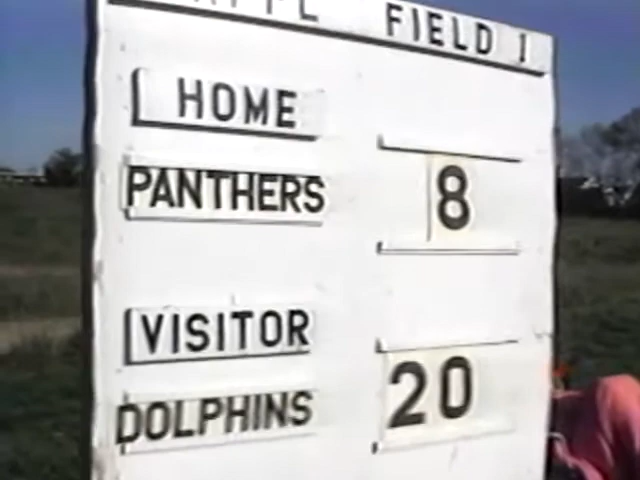 FIELD 1
HOME
PANTHERS 8
VISITOR
DOLPHINS 20